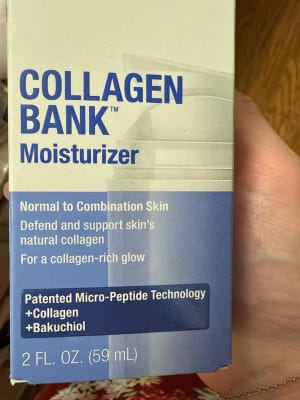 COLLAGEN
BANK™
Moisturizer
Normal to Combination Skin
Defend and support skin's
natural collagen
For a collagen-rich glow
Patented Micro-Peptide Technology
+Collagen
+Bakuchiol
2 FL. OZ. (59 mL)